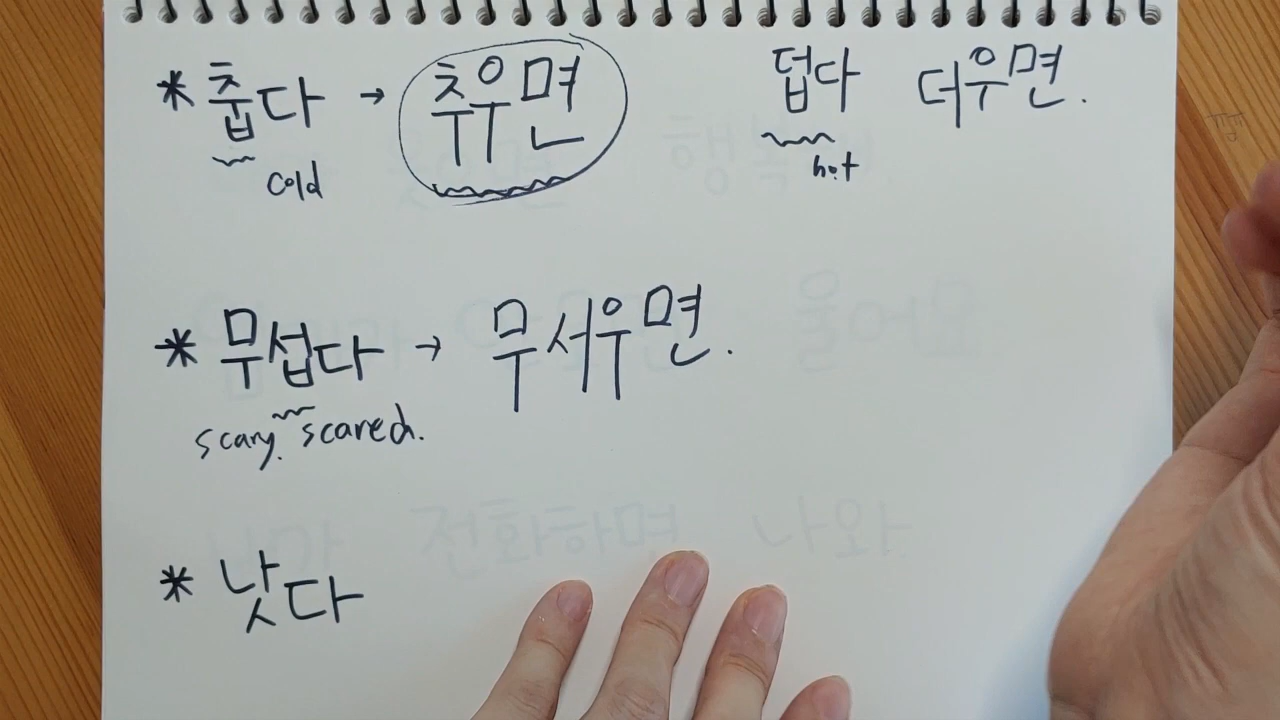 * 춥다 → 추우면 덥다 더우면.
cold hot
* 무섭다 → 무서우면.
scary. scared.
* 낫다